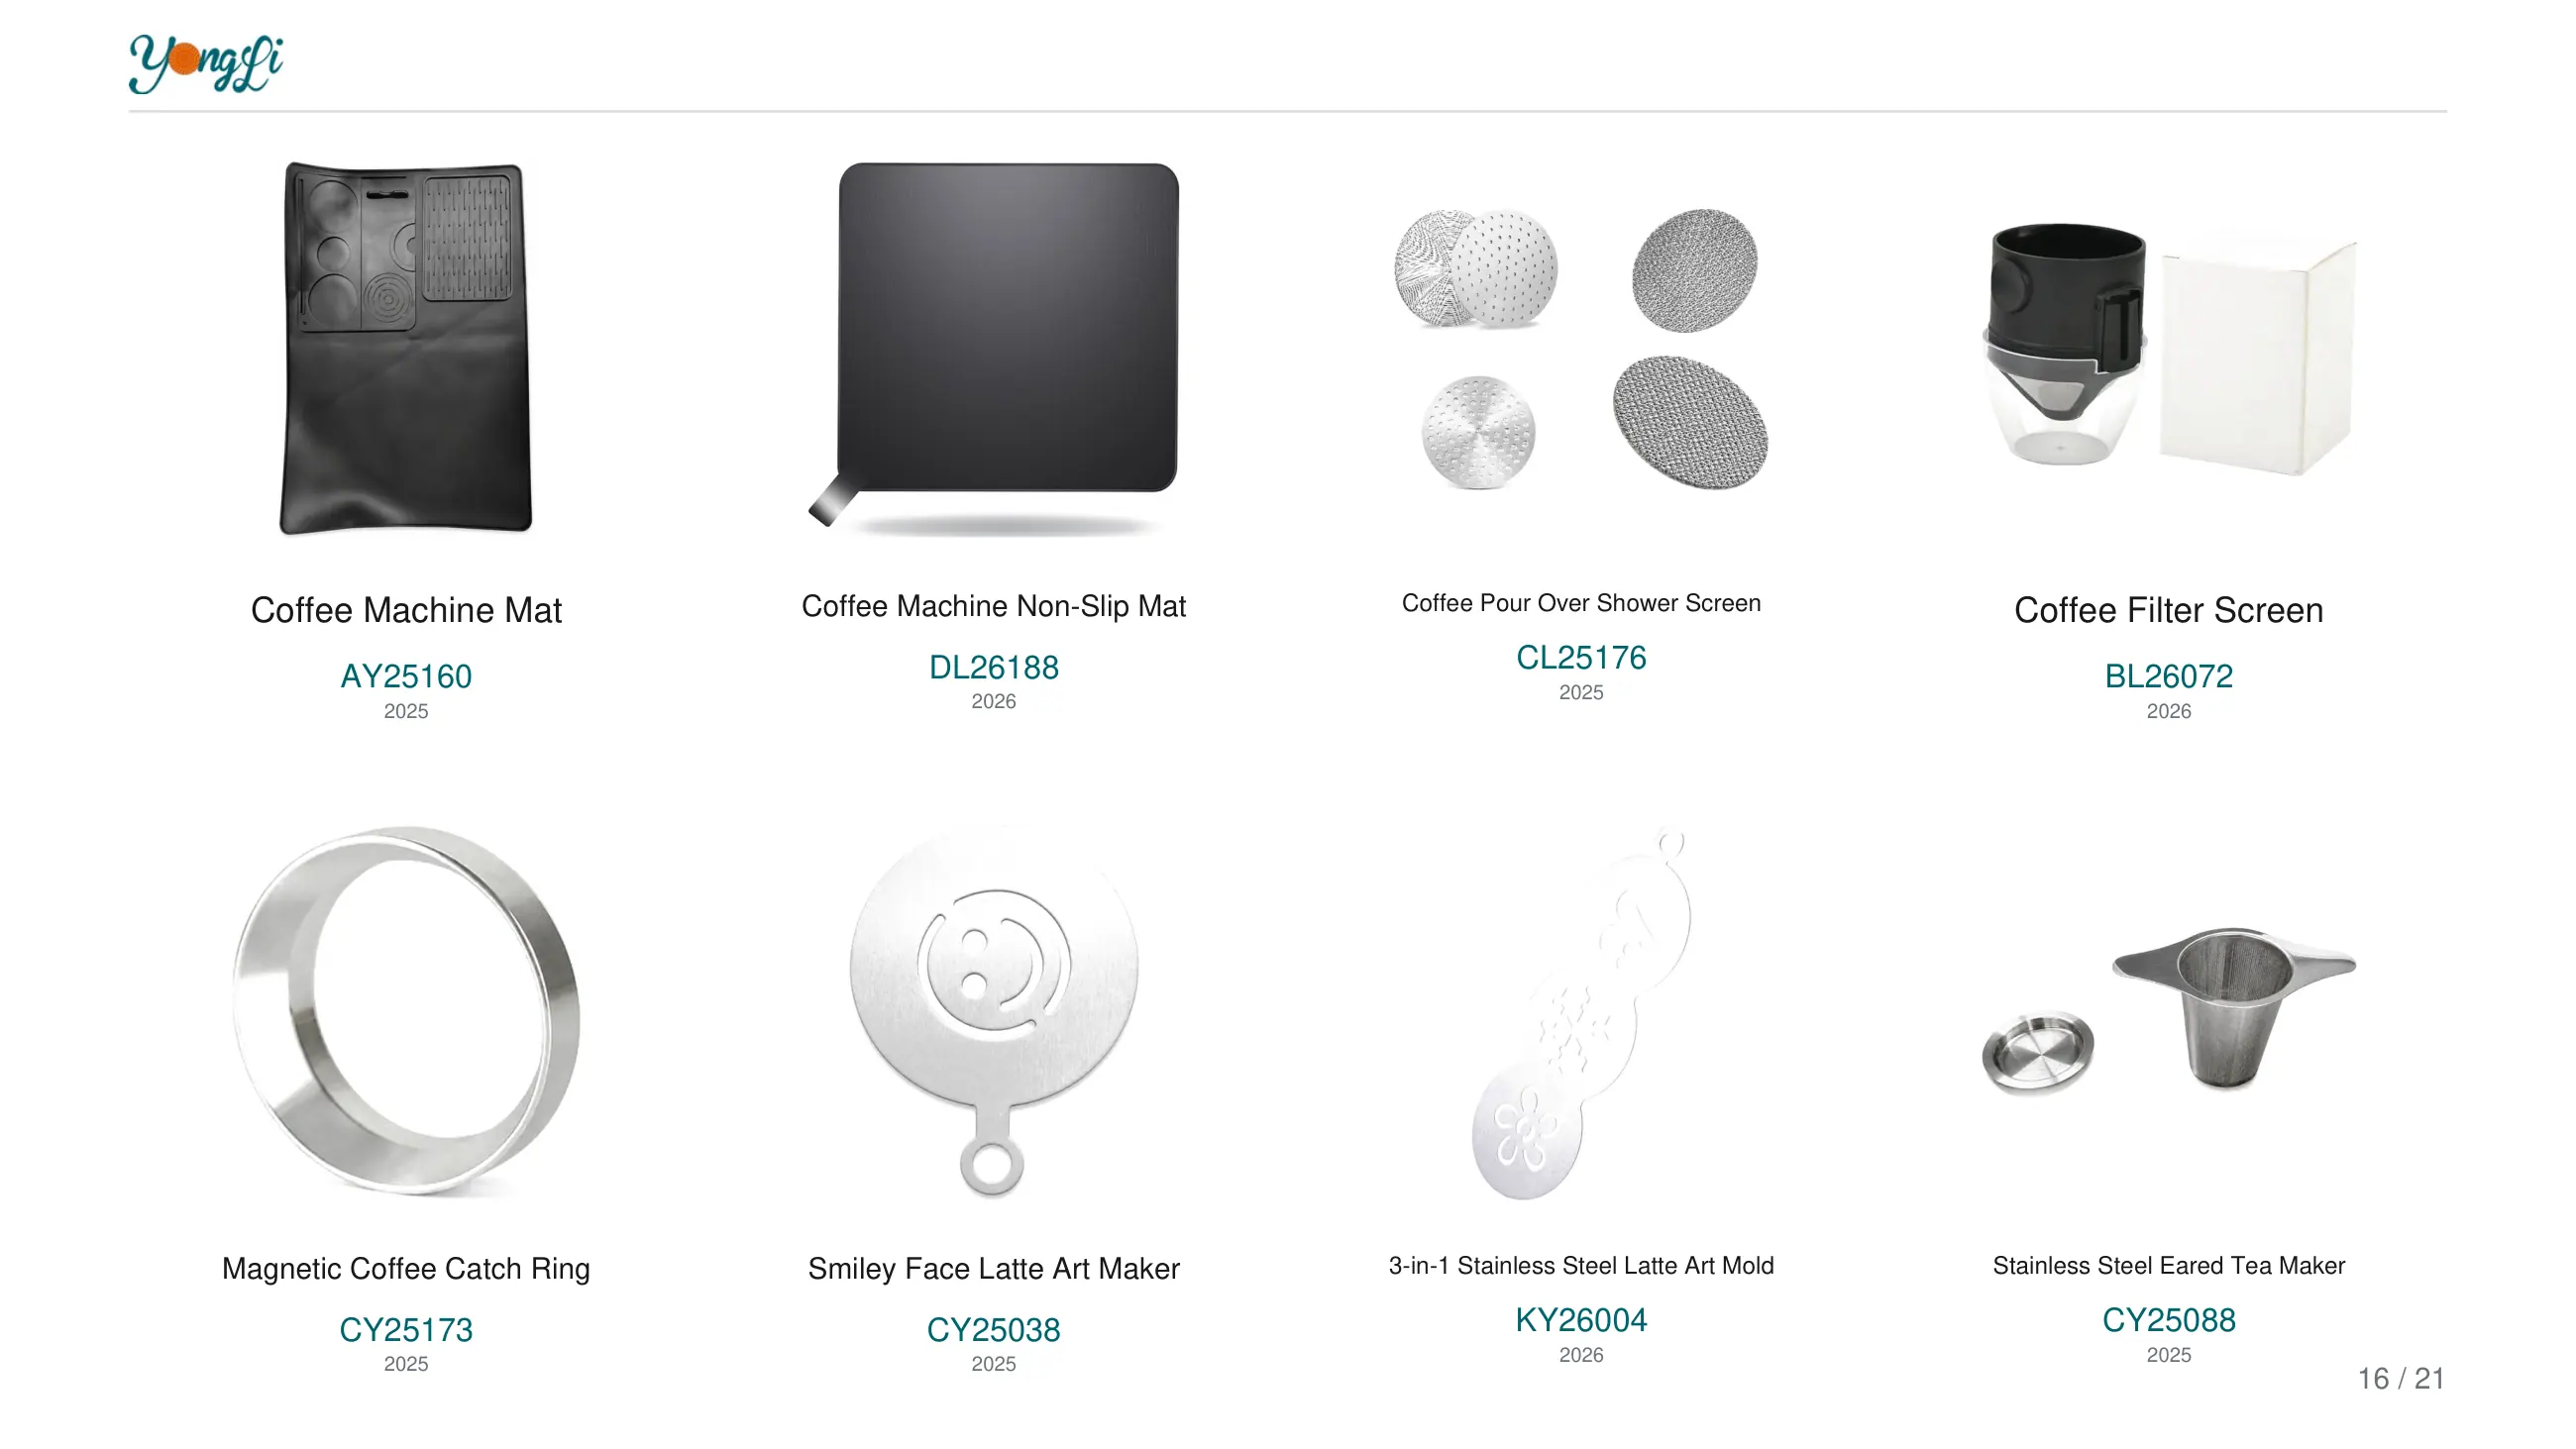 YongLi
Coffee Machine Mat
AY25160
2025
Coffee Machine Non-Slip Mat
DL26188
2026
Coffee Pour Over Shower Screen
CL25176
2025
Coffee Filter Screen
BL26072
2026
Magnetic Coffee Catch Ring
CY25173
2025
Smiley Face Latte Art Maker
CY25038
2025
3-in-1 Stainless Steel Latte Art Mold
KY26004
2026
Stainless Steel Eared Tea Maker
CY25088
2025
16 / 21